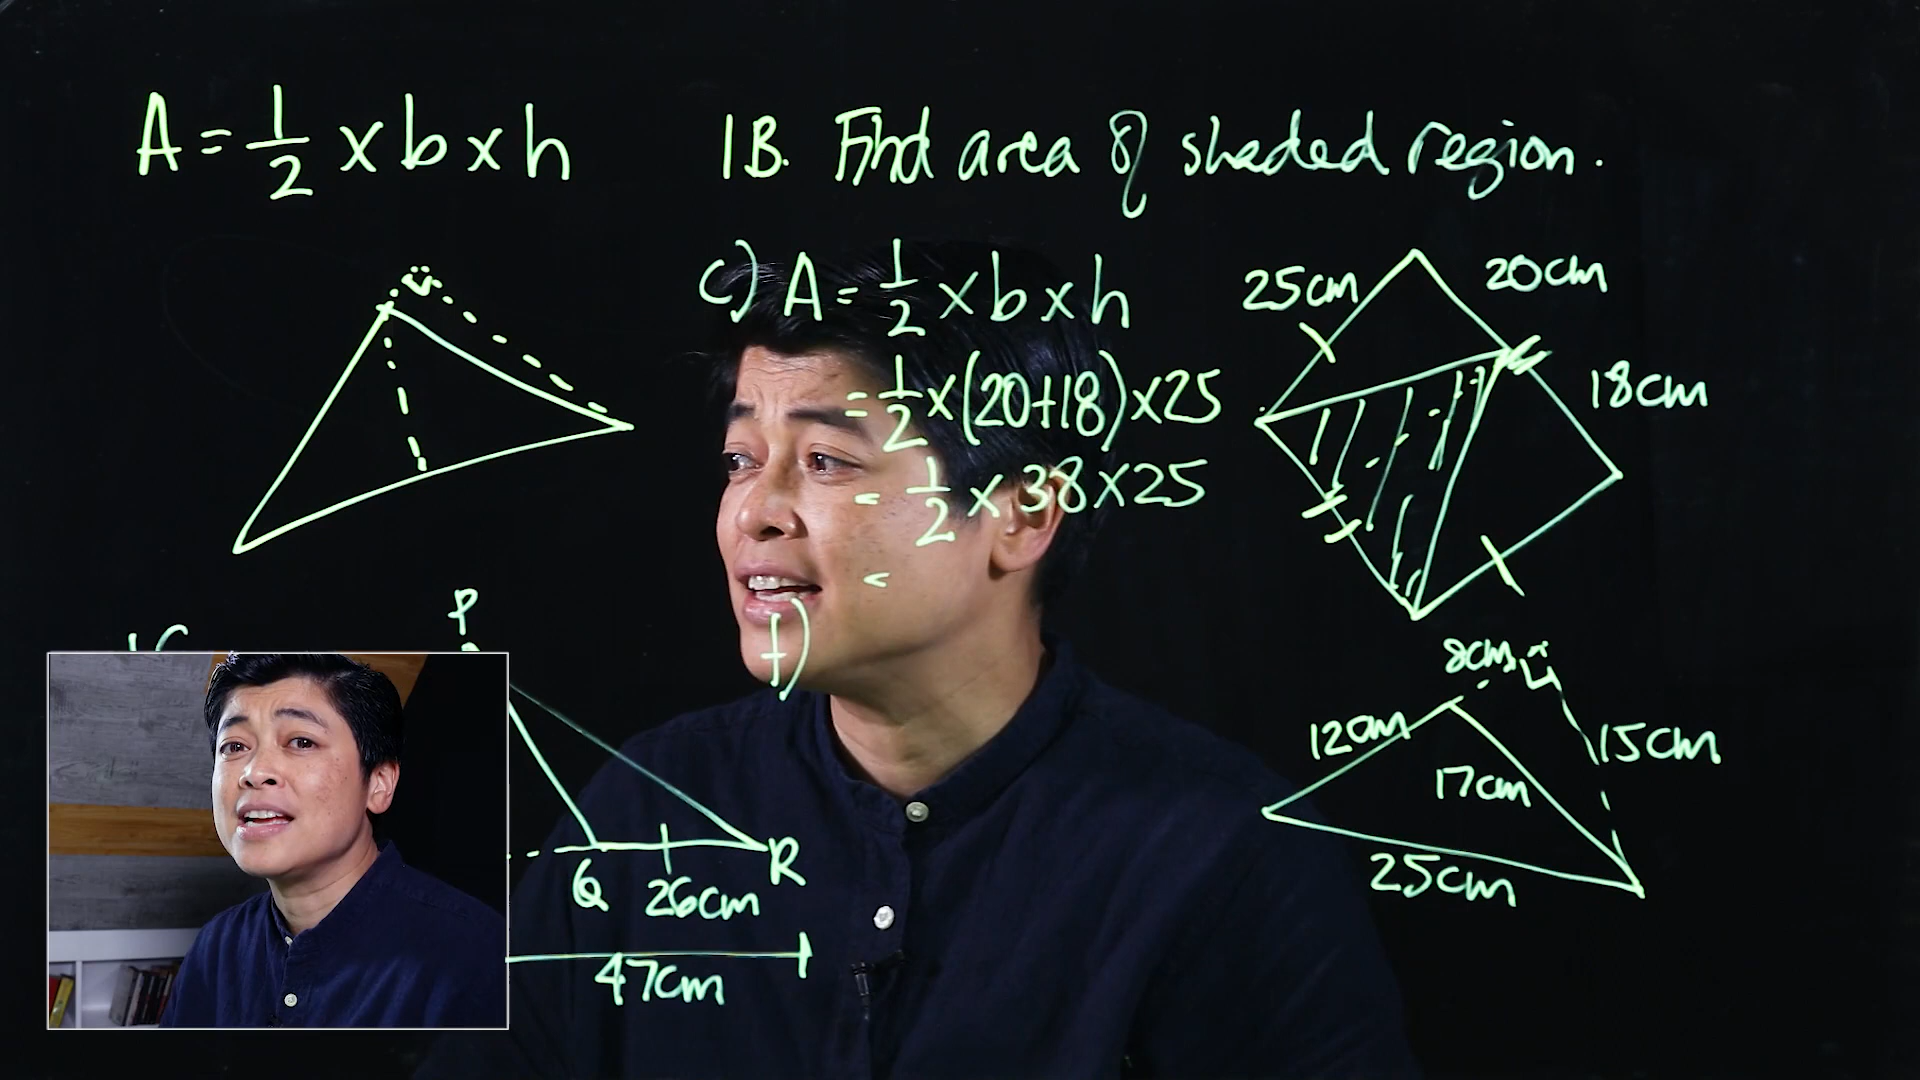 A = 1/2 × b × h
1B. Find area of shaded region.
c) A = 1/2 × b × h
= 1/2 × (20+18) × 25
= 1/2 × 38 × 25
=
25cm
20cm
18cm
f)
8cm
12cm
15cm
17cm
25cm
P
Q
R
26cm
47cm